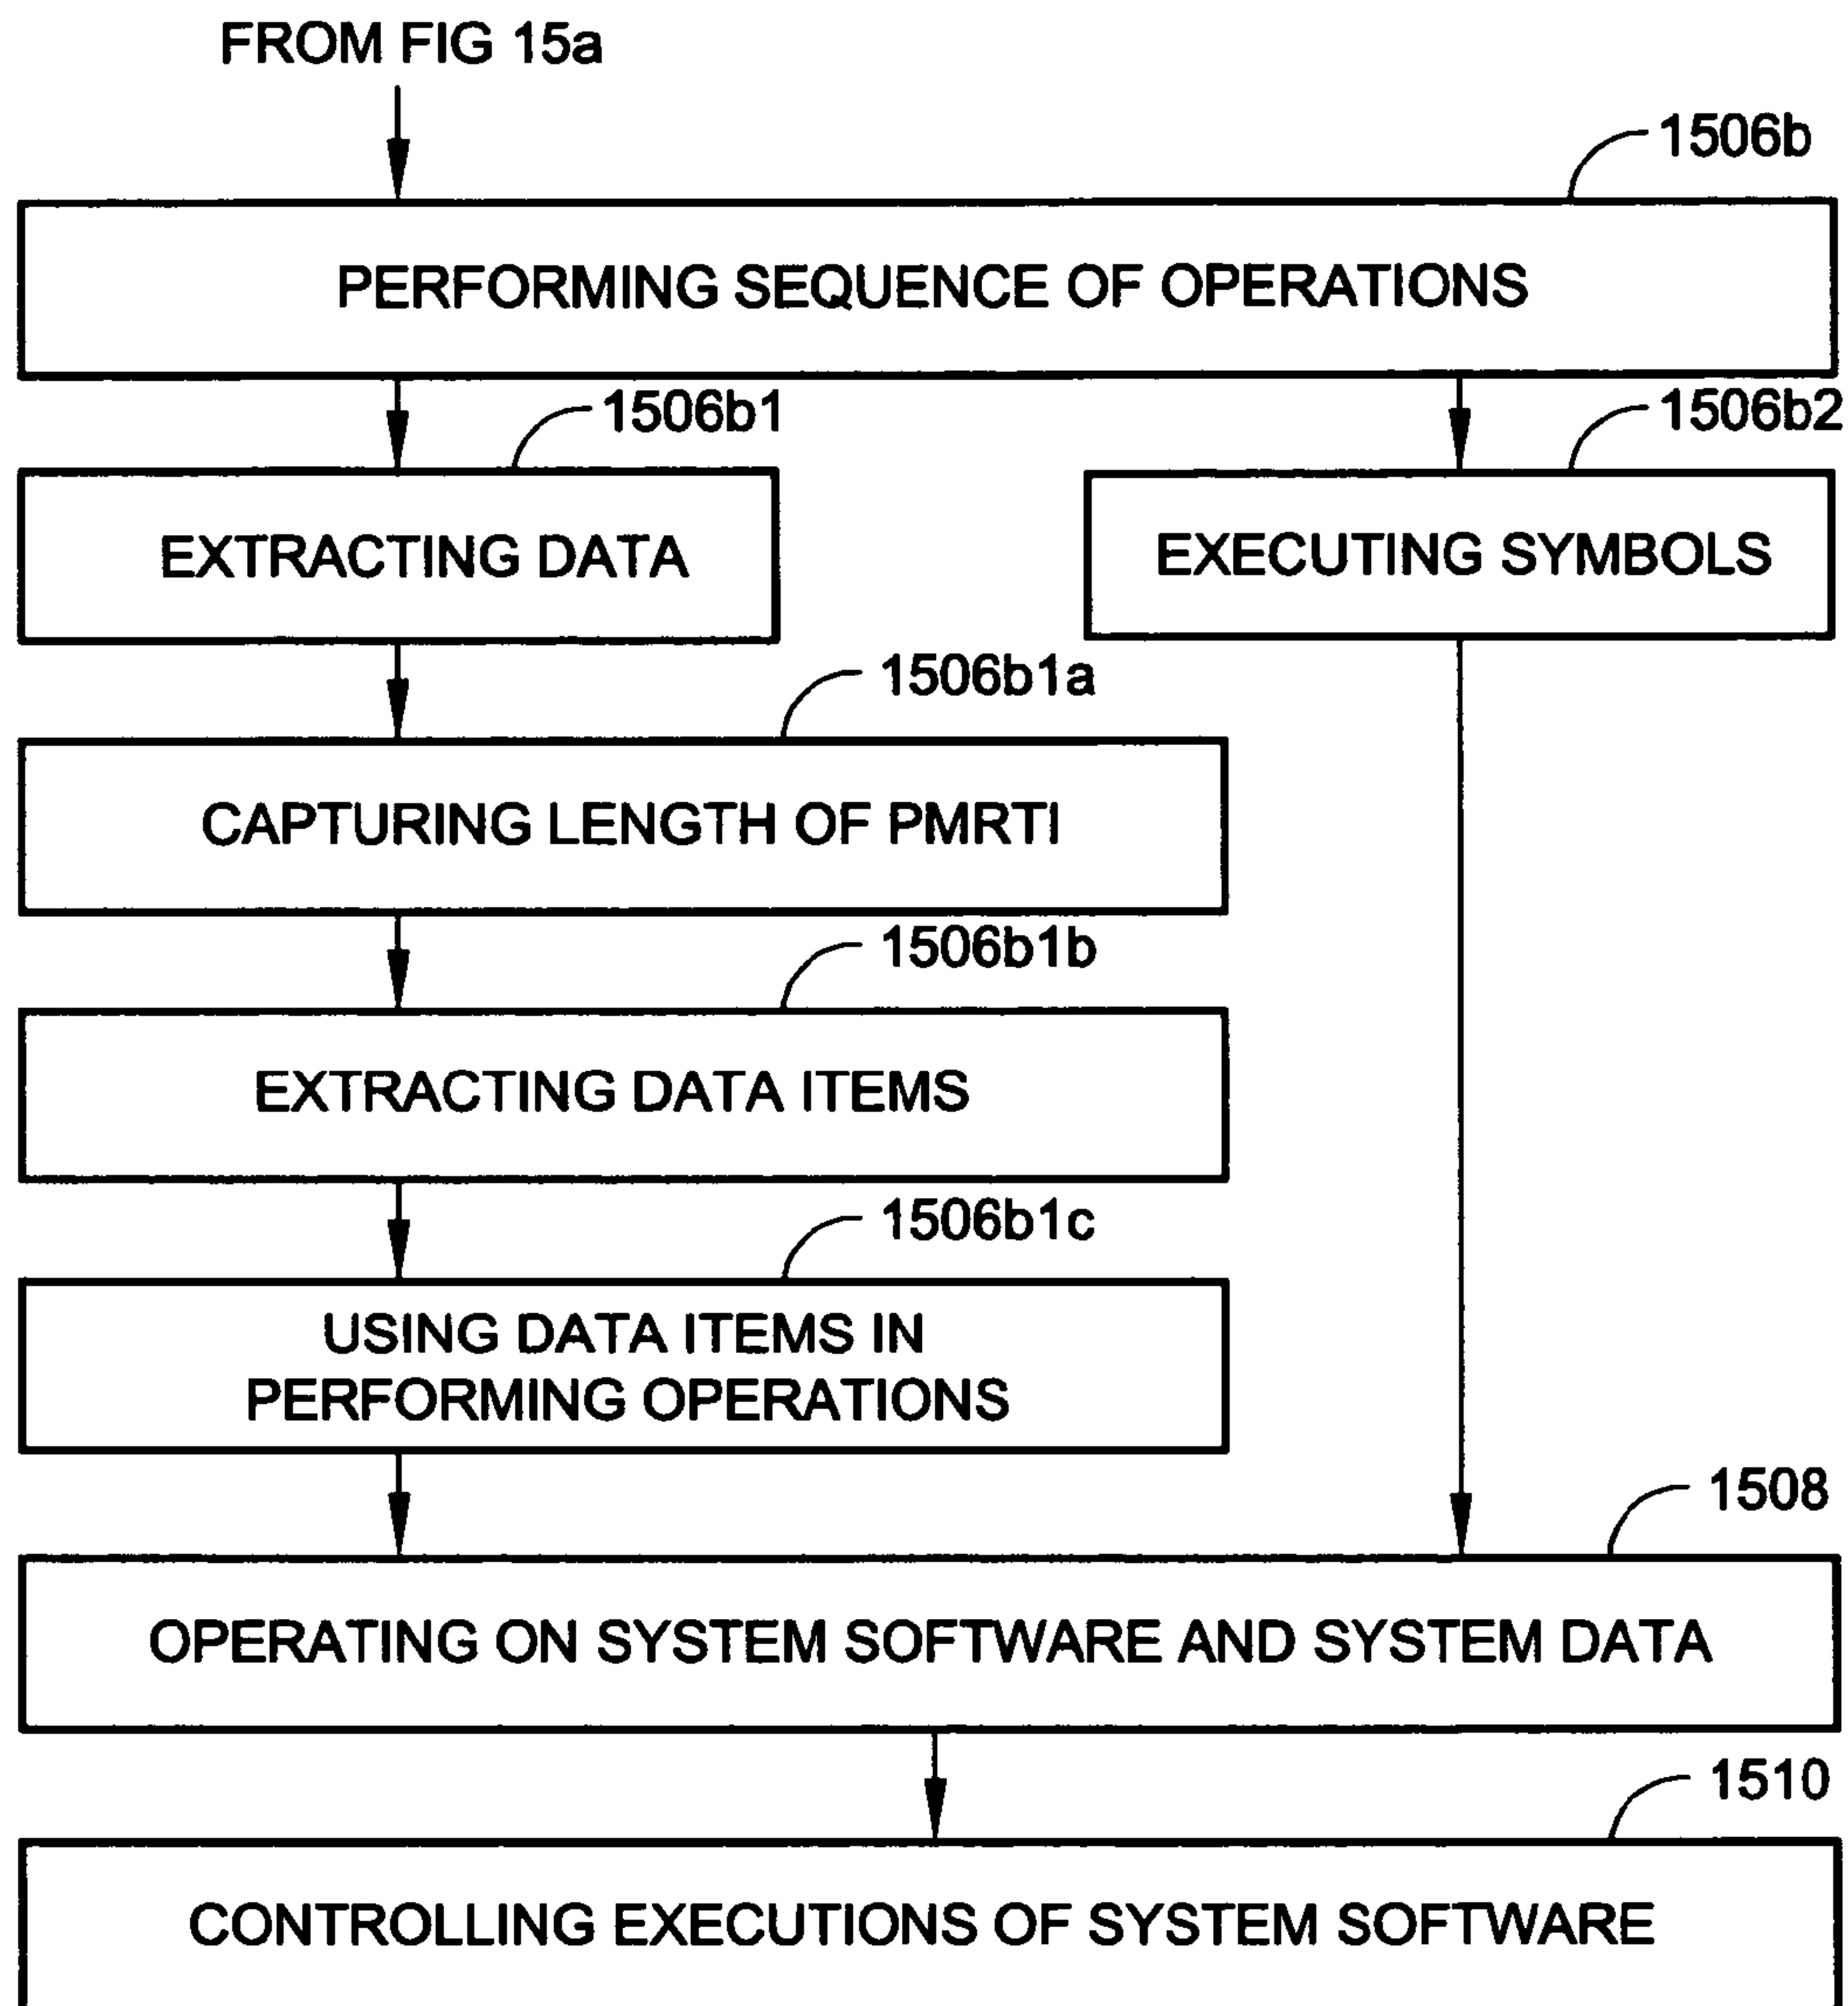 FROM FIG 15a
1506b
PERFORMING SEQUENCE OF OPERATIONS
1506b1
1506b2
EXTRACTING DATA
EXECUTING SYMBOLS
1506b1a
CAPTURING LENGTH OF PMRTI
1506b1b
EXTRACTING DATA ITEMS
1506b1c
USING DATA ITEMS IN
PERFORMING OPERATIONS
1508
OPERATING ON SYSTEM SOFTWARE AND SYSTEM DATA
1510
CONTROLLING EXECUTIONS OF SYSTEM SOFTWARE